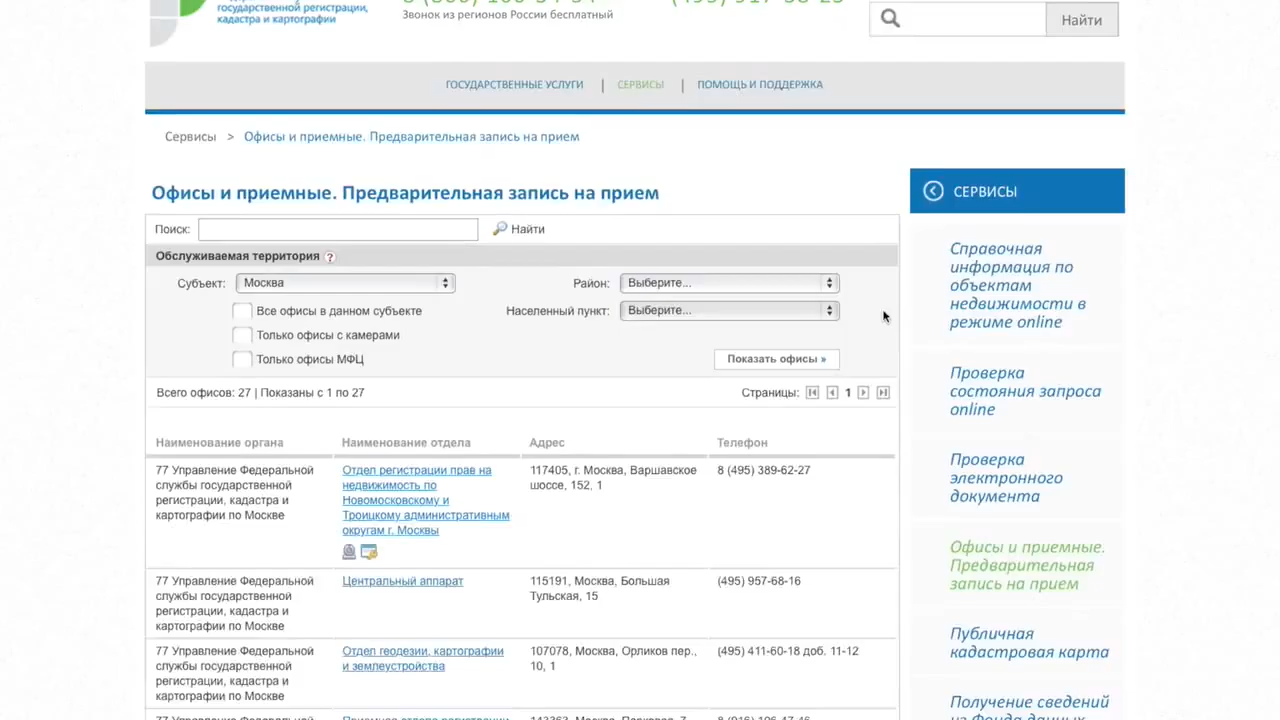 государственной регистрации,
кадастра и картографии
Звонок из регионов России бесплатный
Найти
ГОСУДАРСТВЕННЫЕ УСЛУГИ | СЕРВИСЫ | ПОМОЩЬ И ПОДДЕРЖКА
Сервисы > Офисы и приемные. Предварительная запись на прием
Офисы и приемные. Предварительная запись на прием
Поиск: Найти
Обслуживаемая территория ?
Субъект: Москва Район: Выберите...
Все офисы в данном субъекте Населенный пункт: Выберите...
Только офисы с камерами
Только офисы МФЦ Показать офисы »
Всего офисов: 27 | Показаны с 1 по 27 Страницы: 1
Наименование органа Наименование отдела Адрес Телефон
77 Управление Федеральной
службы государственной
регистрации, кадастра и
картографии по Москве
Отдел регистрации прав на
недвижимость по
Новомосковскому и
Троицкому административным
округам г. Москвы
117405, г. Москва, Варшавское
шоссе, 152, 1
8 (495) 389-62-27
77 Управление Федеральной
службы государственной
регистрации, кадастра и
картографии по Москве
Центральный аппарат
115191, Москва, Большая
Тульская, 15
(495) 957-68-16
77 Управление Федеральной
службы государственной
регистрации, кадастра и
картографии по Москве
Отдел геодезии, картографии
и землеустройства
107078, Москва, Орликов пер.,
10, 1
(495) 411-60-18 доб. 11-12
77 Управление Федеральной
СЕРВИСЫ
Справочная
информация по
объектам
недвижимости в
режиме online
Проверка
состояния запроса
online
Проверка
электронного
документа
Офисы и приемные.
Предварительная
запись на прием
Публичная
кадастровая карта
Получение сведений